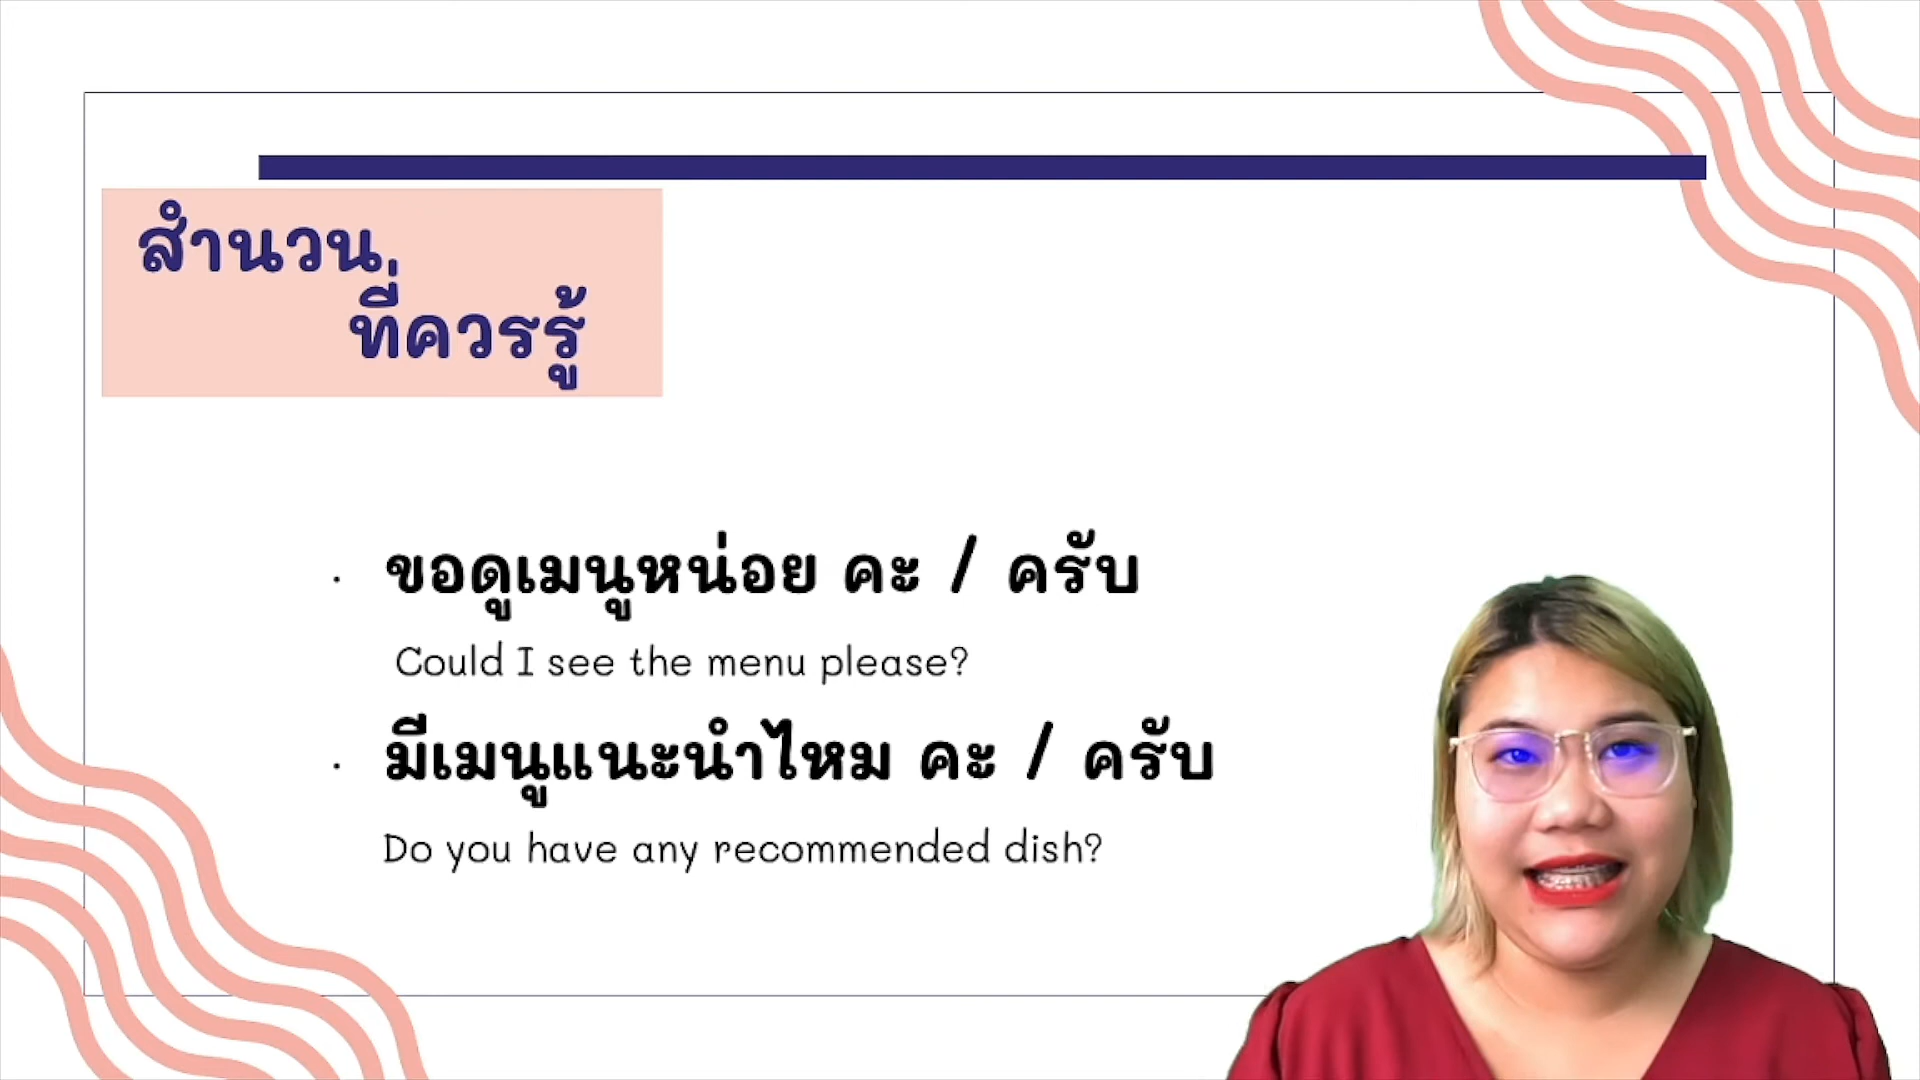 สำนวน
ที่ควรรู้
· ขอดูเมนูหน่อย คะ / ครับ
Could I see the menu please?
· มีเมนูแนะนำไหม คะ / ครับ
Do you have any recommended dish?